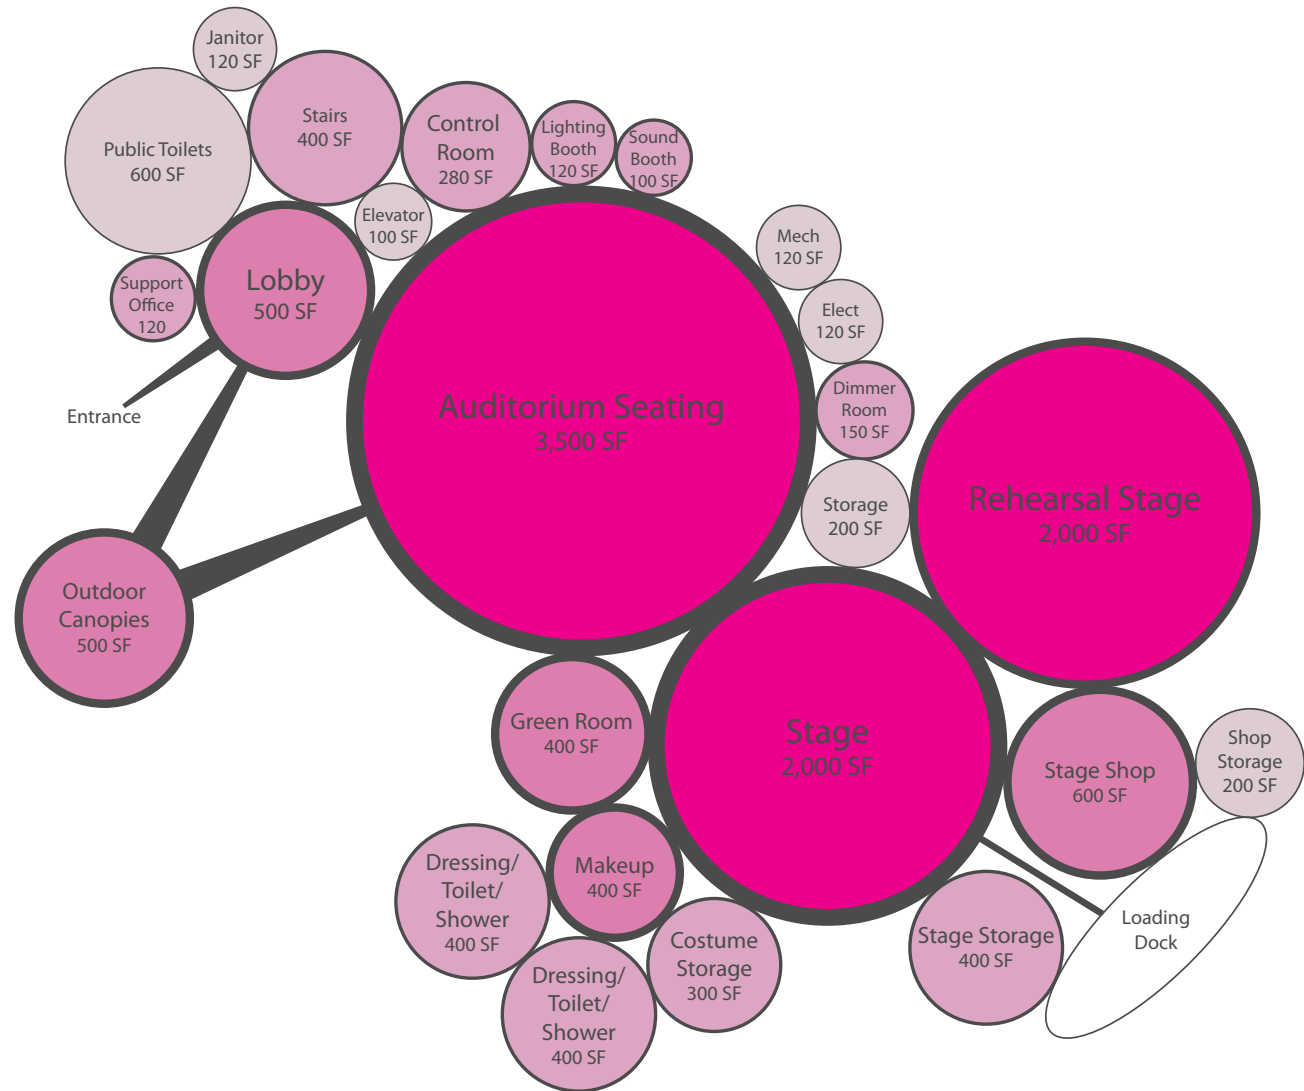 Janitor
120 SF
Stairs
400 SF
Public Toilets
600 SF
Control
Room
280 SF
Lighting
Booth
120 SF
Sound
Booth
100 SF
Elevator
100 SF
Mech
120 SF
Support
Office
120
Lobby
500 SF
Elect
120 SF
Entrance
Auditorium Seating
3,500 SF
Dimmer
Room
150 SF
Storage
200 SF
Rehearsal Stage
2,000 SF
Outdoor
Canopies
500 SF
Green Room
400 SF
Stage
2,000 SF
Stage Shop
600 SF
Shop
Storage
200 SF
Dressing/
Toilet/
Shower
400 SF
Makeup
400 SF
Costume
Storage
300 SF
Stage Storage
400 SF
Loading
Dock
Dressing/
Toilet/
Shower
400 SF